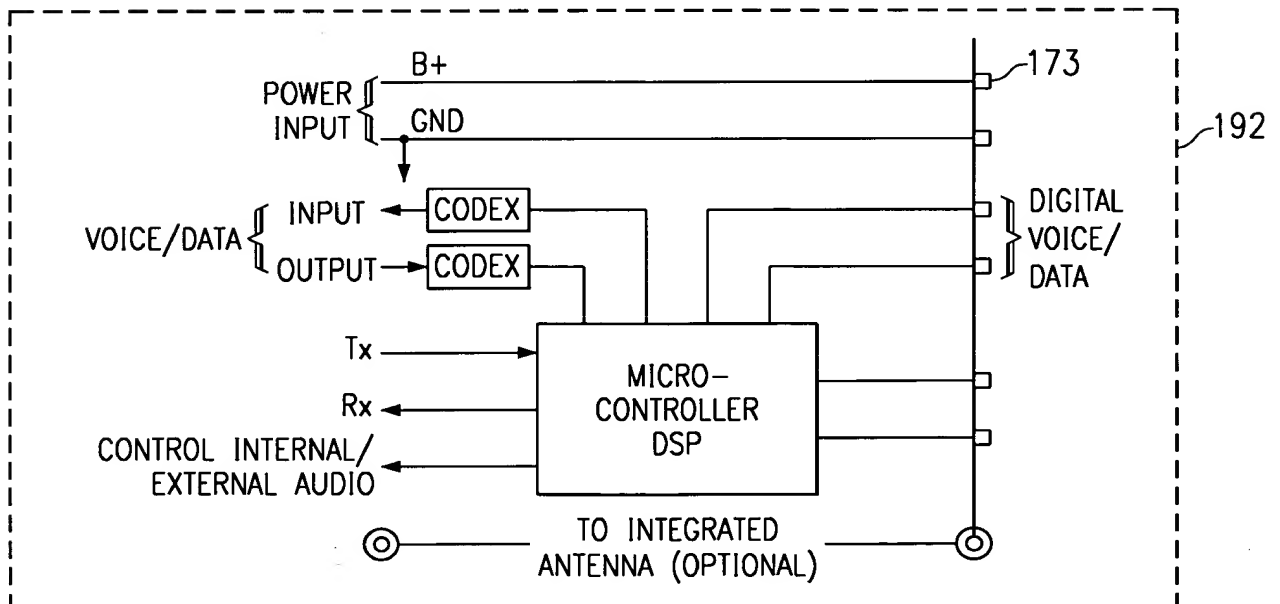 B+
173
POWER
INPUT
GND
192
INPUT
CODEX
DIGITAL
VOICE/
DATA
VOICE/DATA
OUTPUT
CODEX
Tx
MICRO-
CONTROLLER
DSP
Rx
CONTROL INTERNAL/
EXTERNAL AUDIO
TO INTEGRATED
ANTENNA (OPTIONAL)